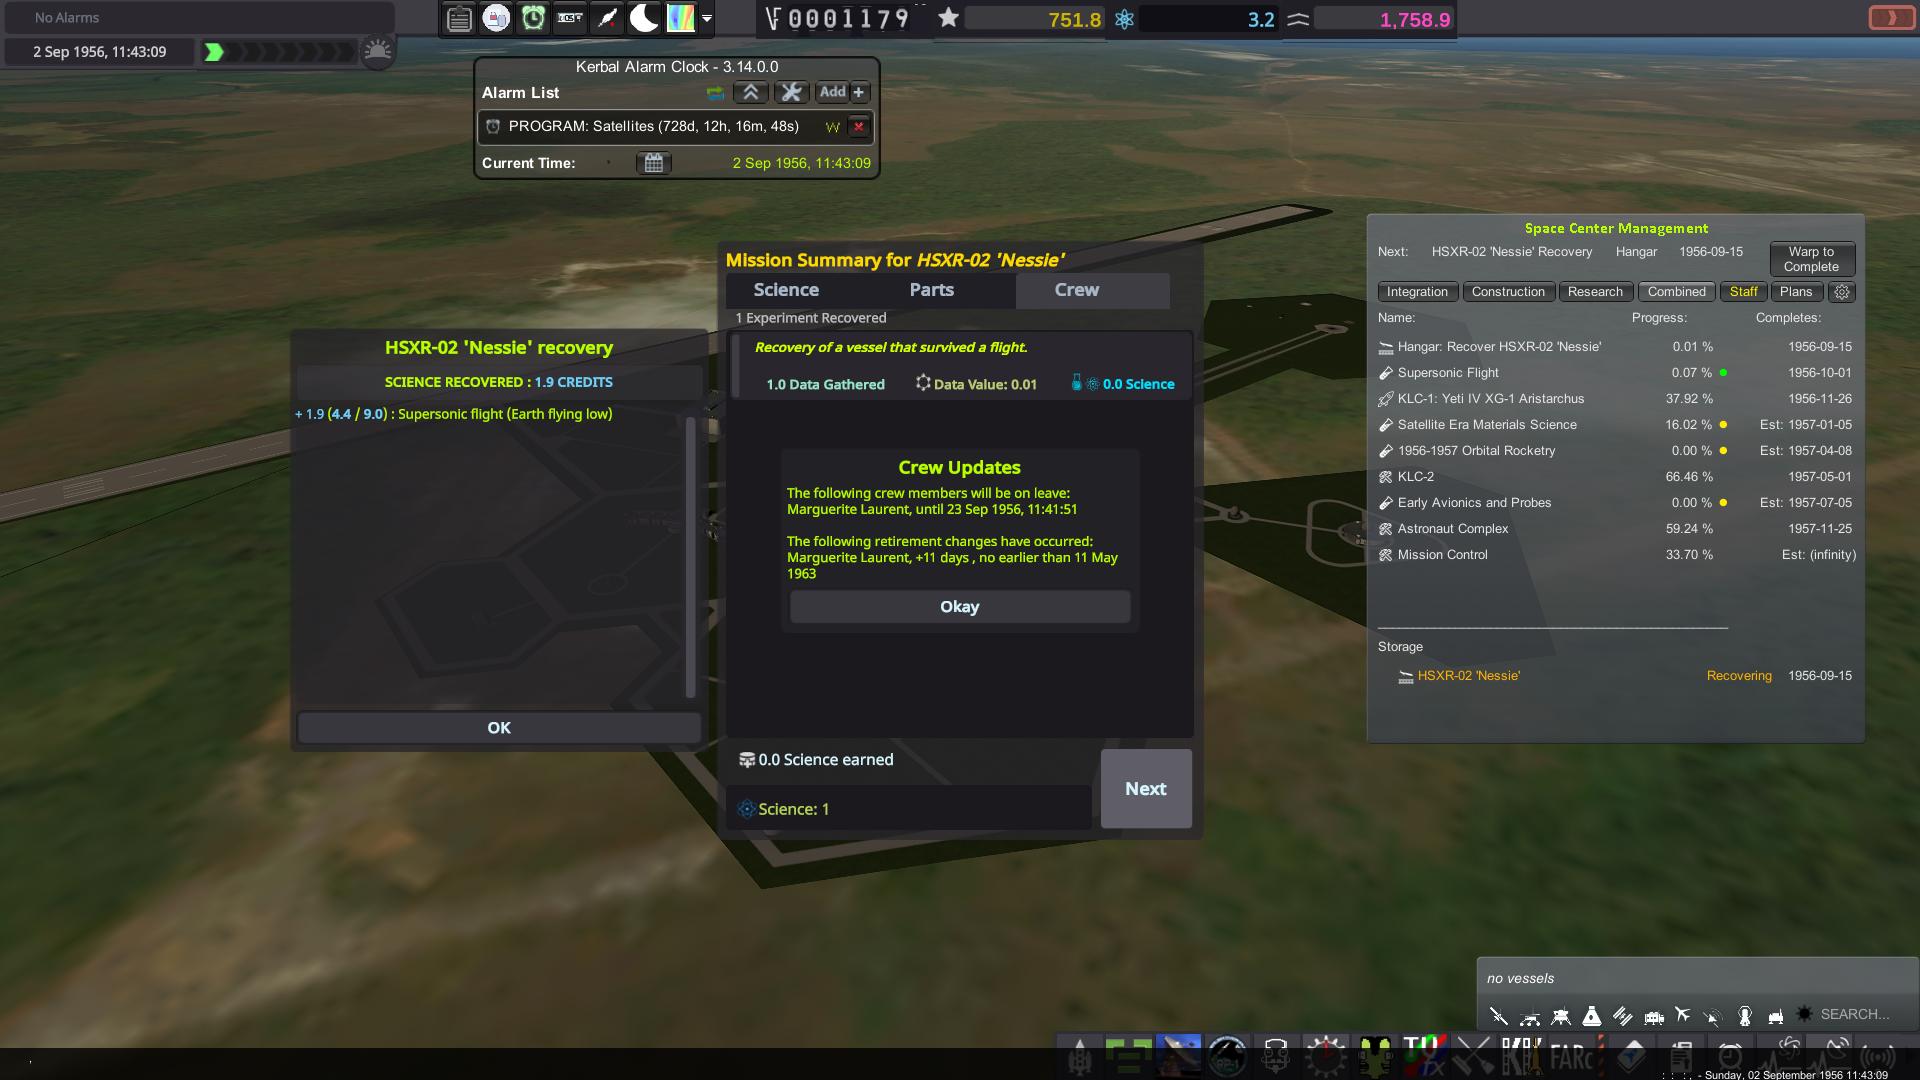 No Alarms
2 Sep 1956, 11:43:09
0001179
751.8
3.2
1,758.9
Kerbal Alarm Clock - 3.14.0.0
Alarm List
Add +
PROGRAM: Satellites (728d, 12h, 16m, 48s)
W
Current Time:
2 Sep 1956, 11:43:09
HSXR-02 'Nessie' recovery
SCIENCE RECOVERED : 1.9 CREDITS
+ 1.9 (4.4 / 9.0) : Supersonic flight (Earth flying low)
OK
Mission Summary for HSXR-02 'Nessie'
Science Parts Crew
1 Experiment Recovered
Recovery of a vessel that survived a flight.
1.0 Data Gathered Data Value: 0.01 0.0 Science
Crew Updates
The following crew members will be on leave:
Marguerite Laurent, until 23 Sep 1956, 11:41:51
The following retirement changes have occurred:
Marguerite Laurent, +11 days , no earlier than 11 May
1963
Okay
0.0 Science earned
Science: 1
Next
Space Center Management
Next: HSXR-02 'Nessie' Recovery Hangar 1956-09-15
Warp to
Complete
Integration Construction Research Combined Staff Plans
Name: Progress: Completes:
Hangar: Recover HSXR-02 'Nessie' 0.01 % 1956-09-15
Supersonic Flight 0.07 % 1956-10-01
KLC-1: Yeti IV XG-1 Aristarchus 37.92 % 1956-11-26
Satellite Era Materials Science 16.02 % Est: 1957-01-05
1956-1957 Orbital Rocketry 0.00 % Est: 1957-04-08
KLC-2 66.46 % 1957-05-01
Early Avionics and Probes 0.00 % Est: 1957-07-05
Astronaut Complex 59.24 % 1957-11-25
Mission Control 33.70 % Est: (infinity)
Storage
HSXR-02 'Nessie' Recovering 1956-09-15
no vessels
SEARCH...
FARc
- Sunday, 02 September 1956 11:43:09